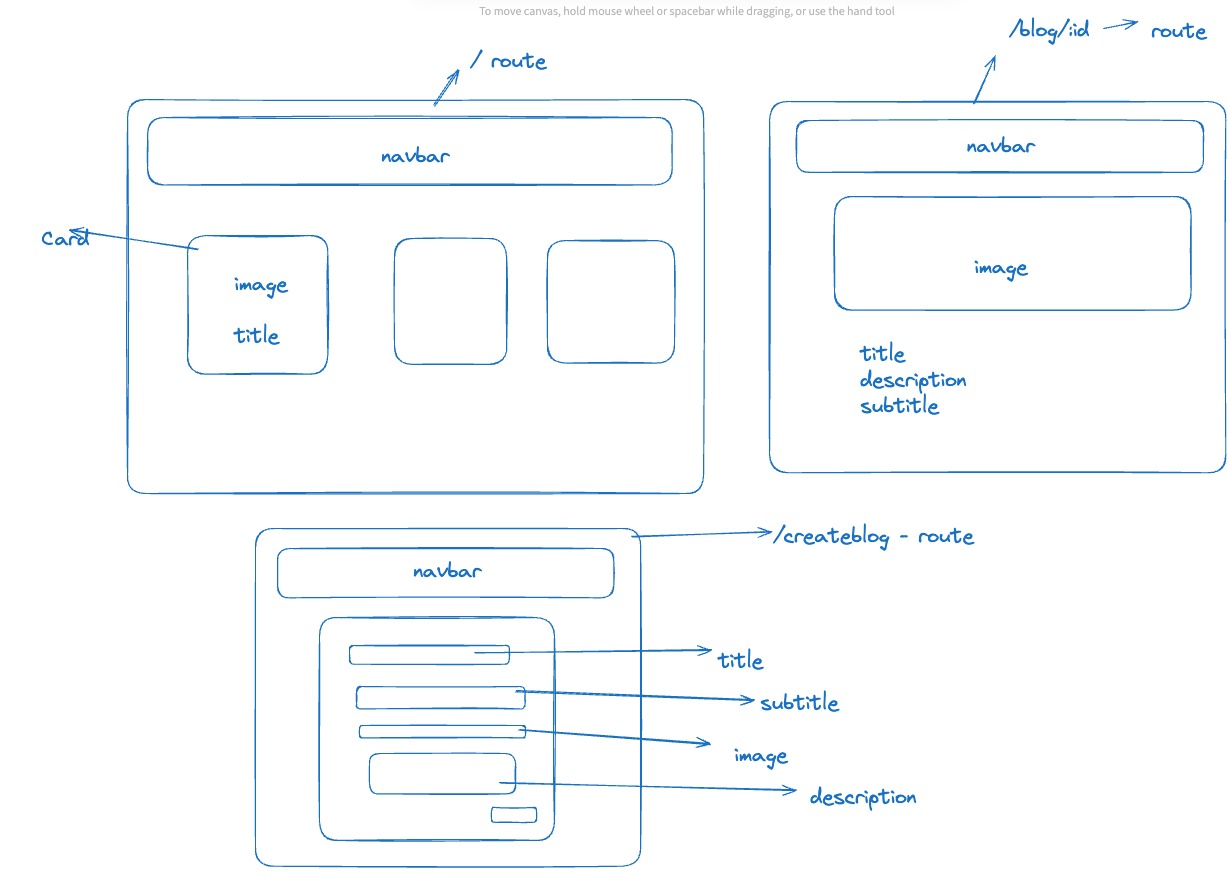 To move canvas, hold mouse wheel or spacebar while dragging, or use the hand tool
/ route
navbar
Card
image
title
/blog/:id → route
navbar
image
title
description
subtitle
/createblog - route
navbar
title
subtitle
image
description